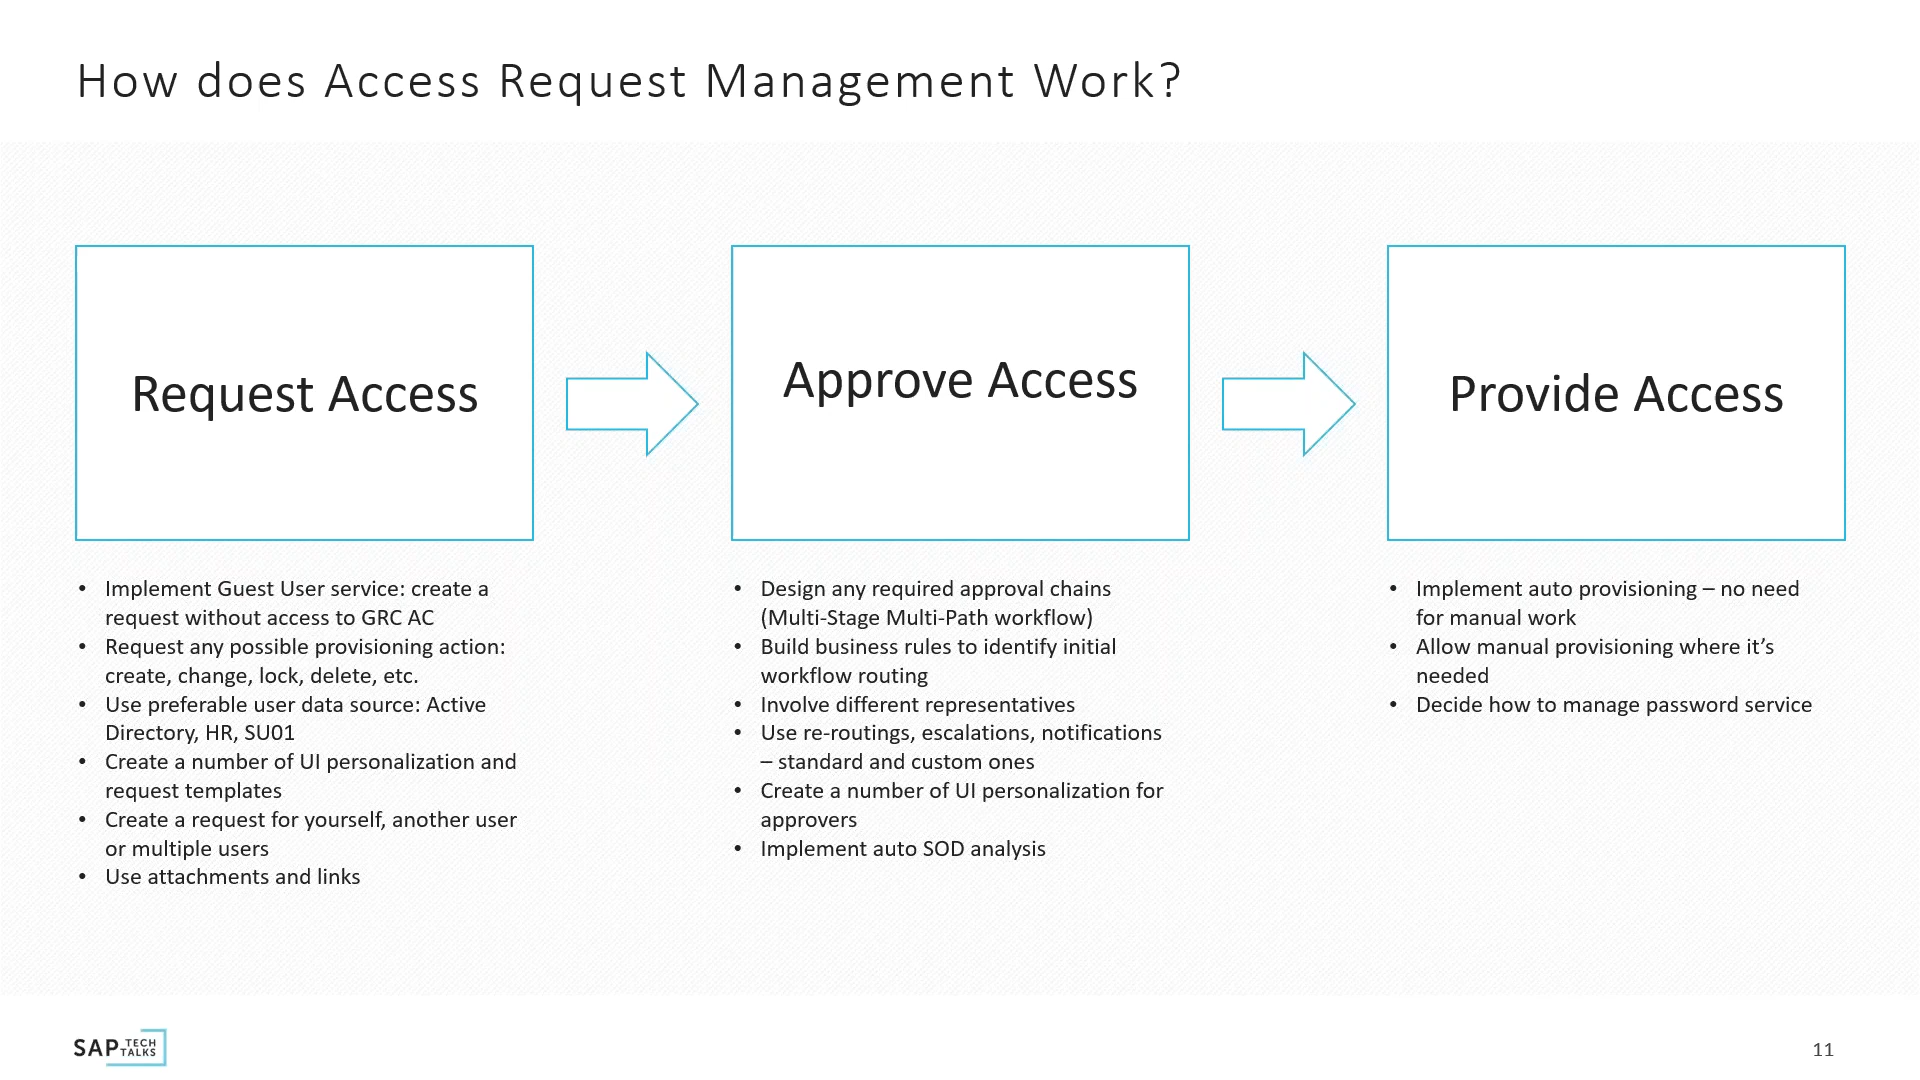 How does Access Request Management Work?
Request Access
Approve Access
Provide Access
• Implement Guest User service: create a
request without access to GRC AC
• Request any possible provisioning action:
create, change, lock, delete, etc.
• Use preferable user data source: Active
Directory, HR, SU01
• Create a number of UI personalization and
request templates
• Create a request for yourself, another user
or multiple users
• Use attachments and links
• Design any required approval chains
(Multi-Stage Multi-Path workflow)
• Build business rules to identify initial
workflow routing
• Involve different representatives
• Use re-routings, escalations, notifications
– standard and custom ones
• Create a number of UI personalization for
approvers
• Implement auto SOD analysis
• Implement auto provisioning – no need
for manual work
• Allow manual provisioning where it’s
needed
• Decide how to manage password service
SAP TECH
TALKS
11